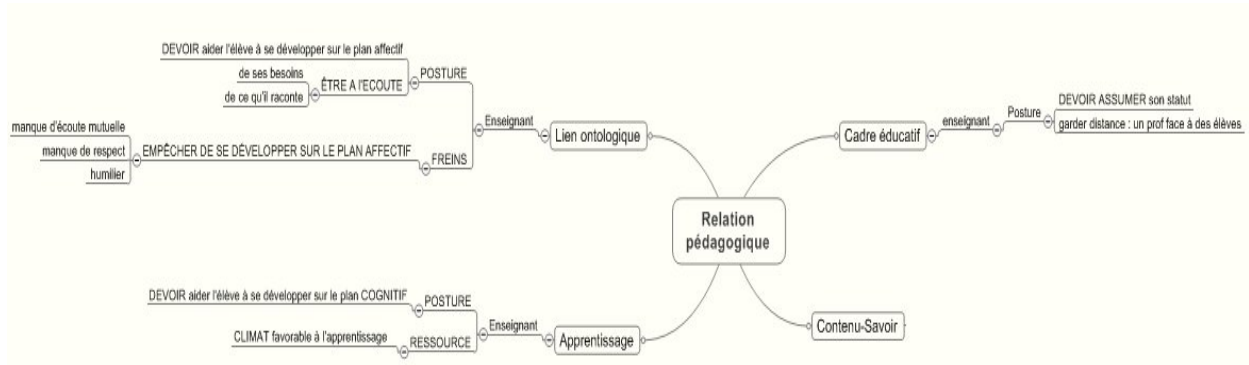 DEVOIR aider l'élève à se développer sur le plan affectif
de ses besoins
de ce qu'il raconte
ÊTRE A l'ECOUTE
POSTURE
manque d'écoute mutuelle
manque de respect
humilier
EMPÊCHER DE SE DÉVELOPPER SUR LE PLAN AFFECTIF
FREINS
Enseignant
Lien ontologique
Cadre éducatif
enseignant
Posture
DEVOIR ASSUMER son statut
garder distance : un prof face à des élèves
Relation
pédagogique
DEVOIR aider l'élève à se développer sur le plan COGNITIF
POSTURE
CLIMAT favorable à l'apprentissage
RESSOURCE
Enseignant
Apprentissage
Contenu-Savoir